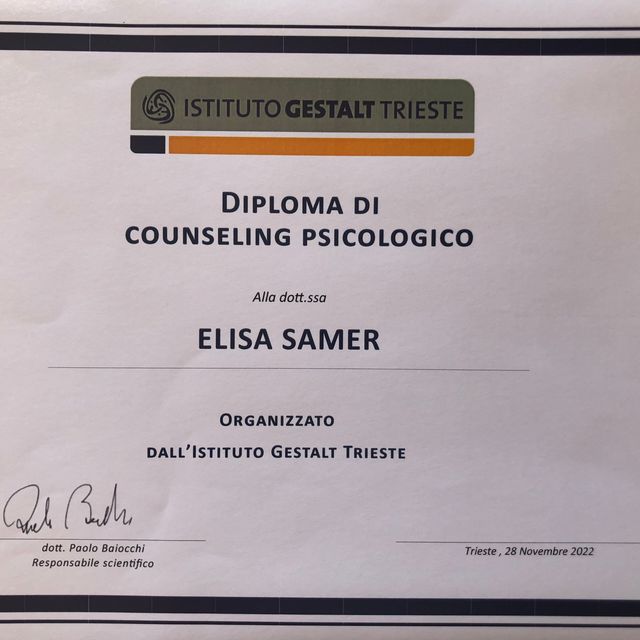 ISTITUTO GESTALT TRIESTE
DIPLOMA DI
COUNSELING PSICOLOGICO
Alla dott.ssa
ELISA SAMER
ORGANIZZATO
DALL'ISTITUTO GESTALT TRIESTE
dott. Paolo Baiocchi
Responsabile scientifico
Trieste , 28 Novembre 2022